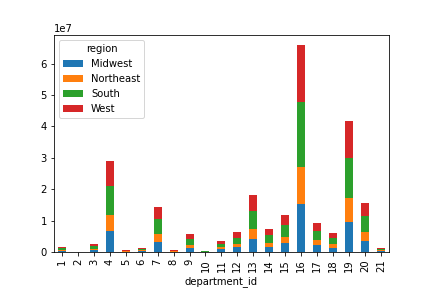 1e7
region
Midwest
Northeast
South
West
6
5
4
3
2
1
0
1 2 3 4 5 6 7 8 9 10 11 12 13 14 15 16 17 18 19 20 21
department_id